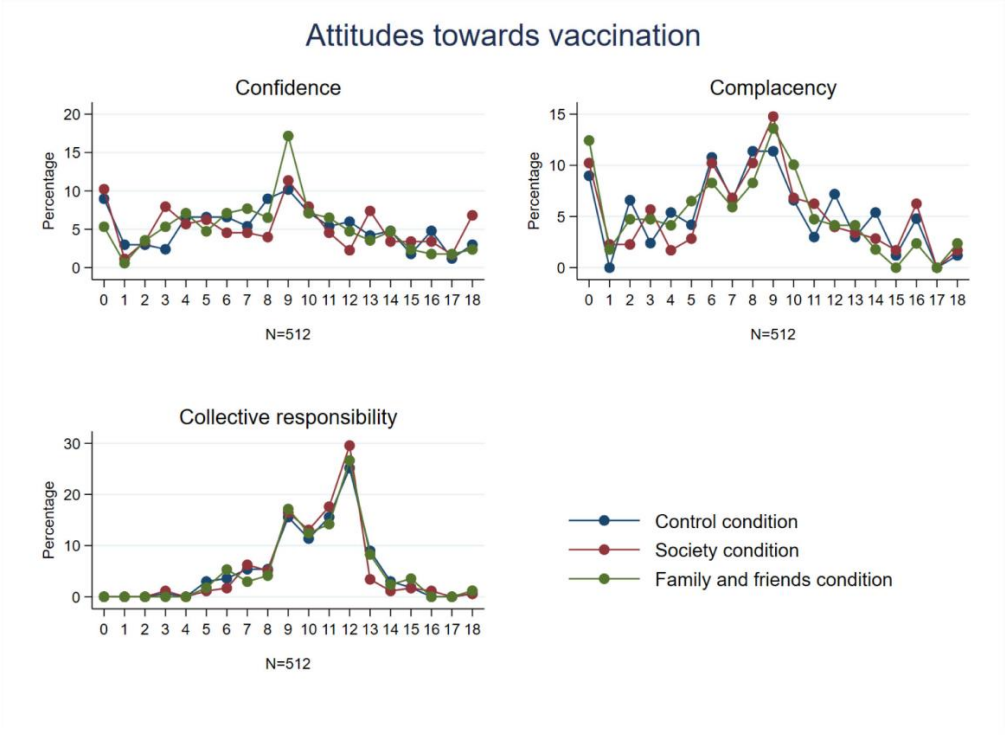 Attitudes towards vaccination
Confidence
Percentage
20
15
10
5
0
0 1 2 3 4 5 6 7 8 9 10 11 12 13 14 15 16 17 18
N=512
Complacency
Percentage
15
10
5
0
0 1 2 3 4 5 6 7 8 9 10 11 12 13 14 15 16 17 18
N=512
Collective responsibility
Percentage
30
20
10
0
0 1 2 3 4 5 6 7 8 9 10 11 12 13 14 15 16 17 18
N=512
Control condition
Society condition
Family and friends condition